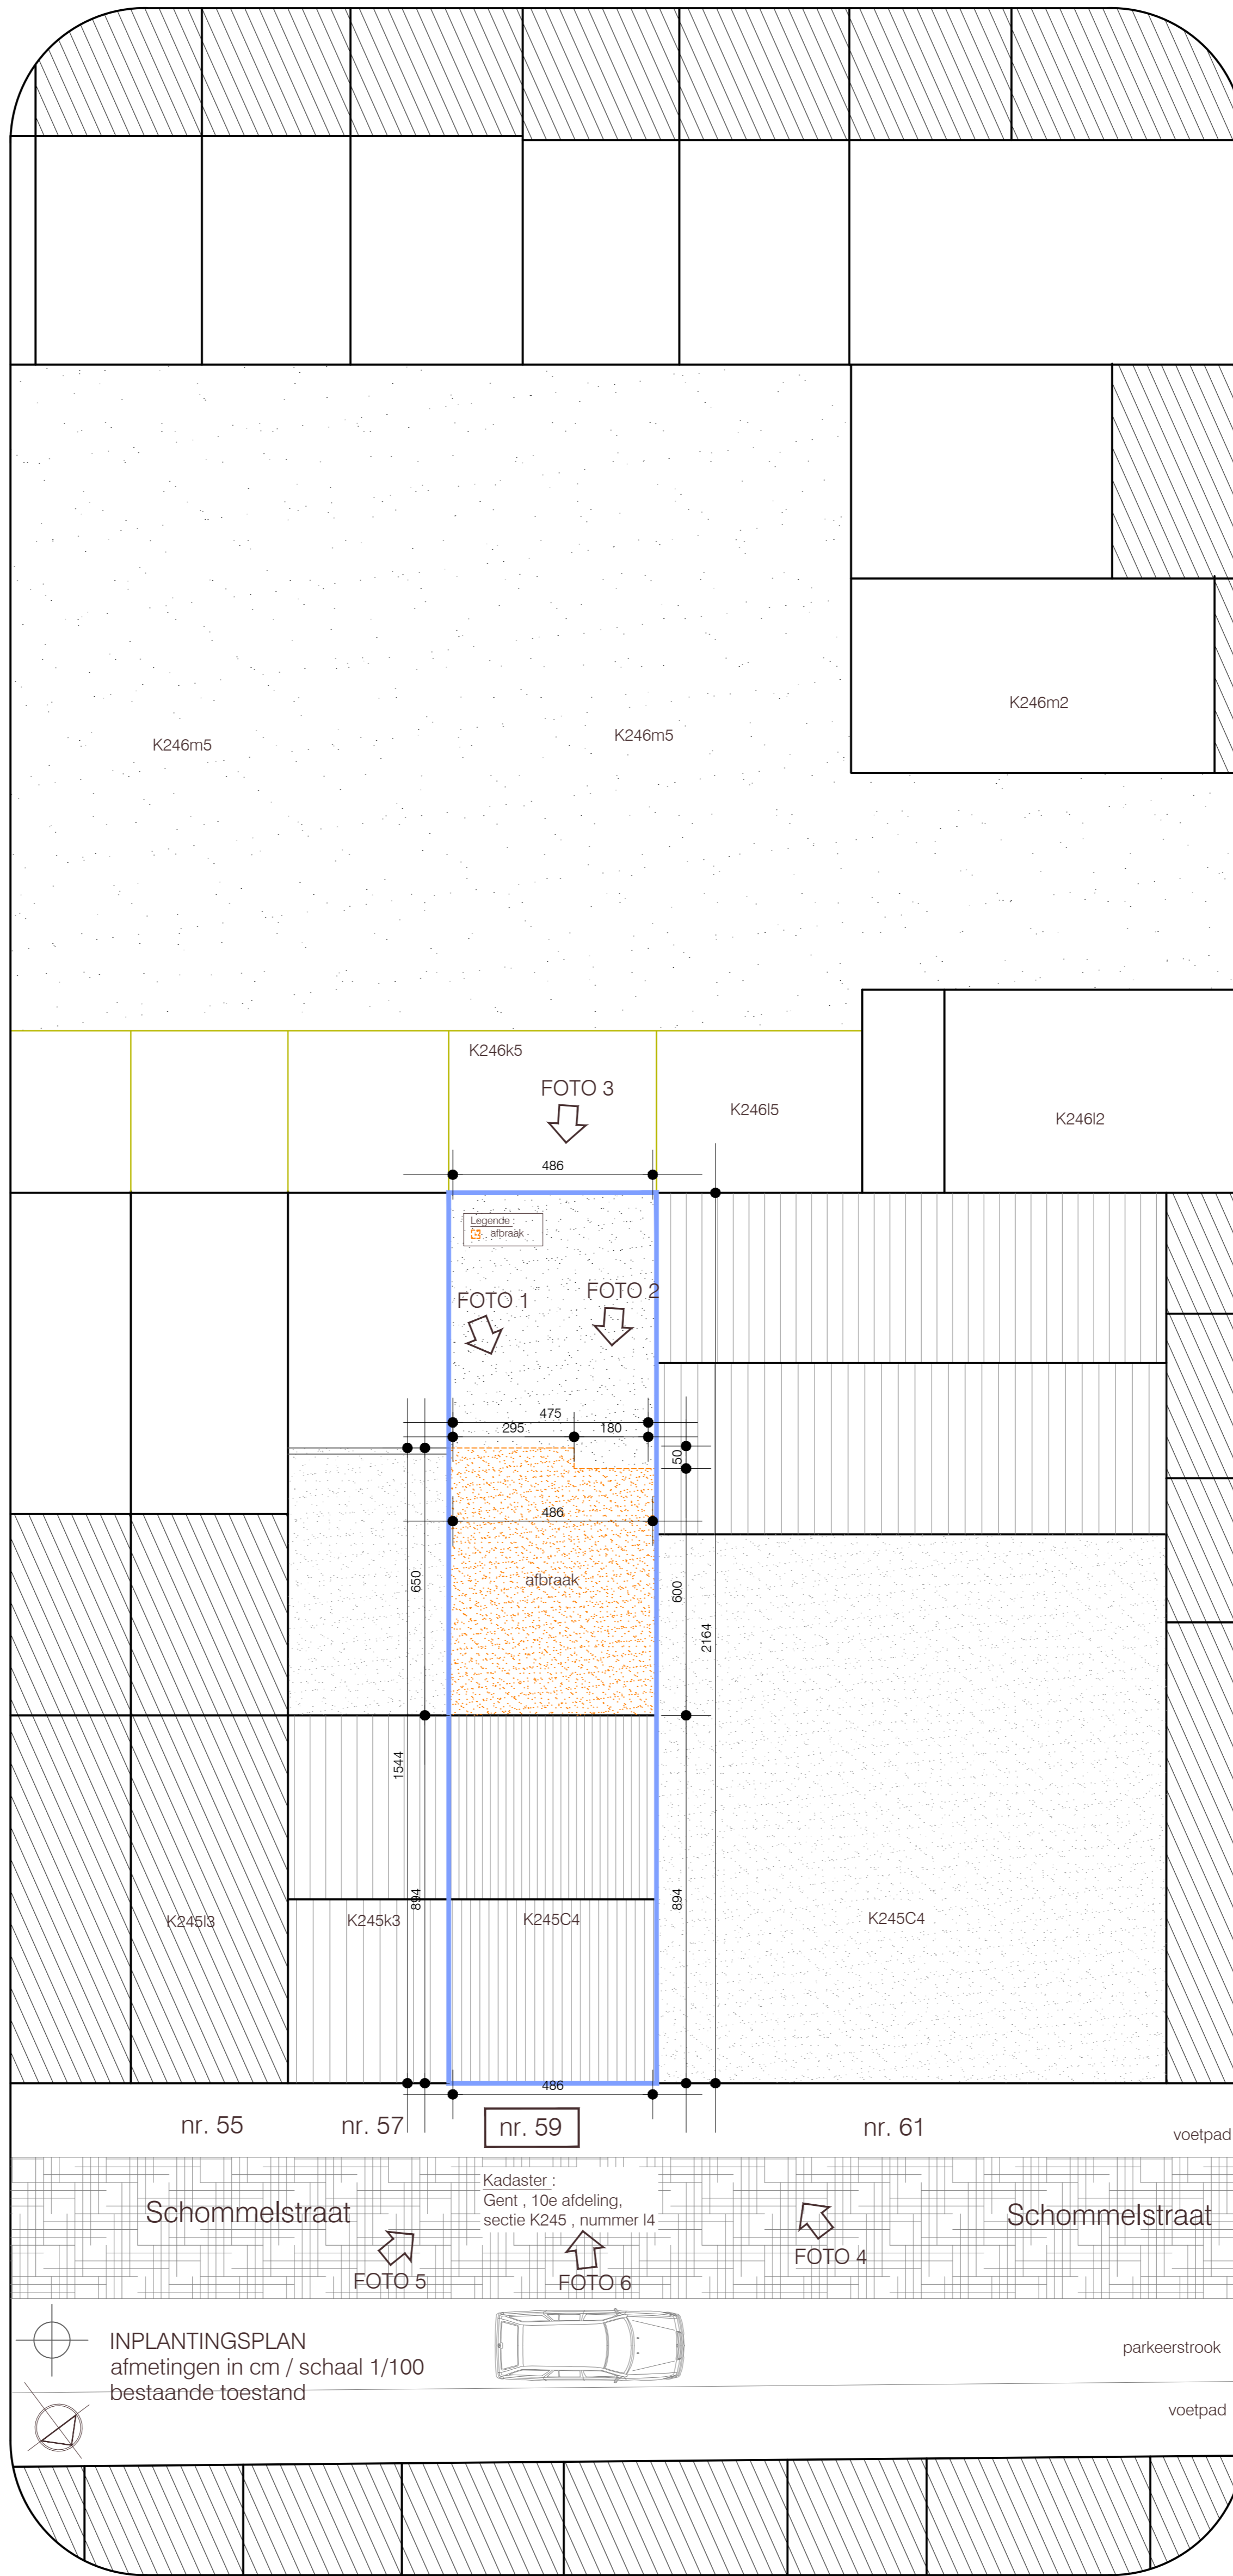 K246m2
K246m5
K246m5
K246k5
FOTO 3
K246l5
K246l2
486
Legende :
afbraak
FOTO 1
FOTO 2
475
295
180
50
486
afbraak
650
600
2164
1544
894
894
K245l3
K245k3
K245C4
K245C4
486
nr. 55
nr. 57
nr. 59
nr. 61
voetpad
Kadaster :
Gent , 10e afdeling,
sectie K245 , nummer l4
Schommelstraat
Schommelstraat
FOTO 4
FOTO 5
FOTO 6
INPLANTINGSPLAN
afmetingen in cm / schaal 1/100
bestaande toestand
parkeerstrook
voetpad